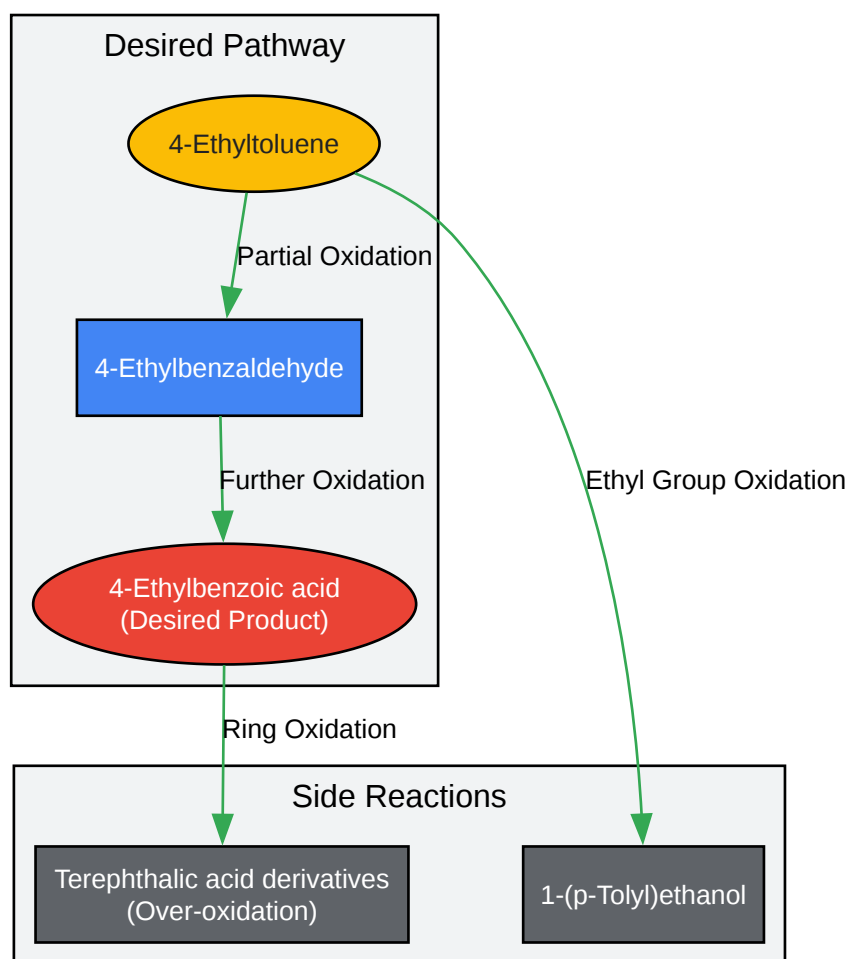 Desired Pathway
4-Ethyltoluene
Partial Oxidation
4-Ethylbenzaldehyde
Further Oxidation
Ethyl Group Oxidation
4-Ethylbenzoic acid
(Desired Product)
Ring Oxidation
Side Reactions
Terephthalic acid derivatives
(Over-oxidation)
1-(p-Tolyl)ethanol